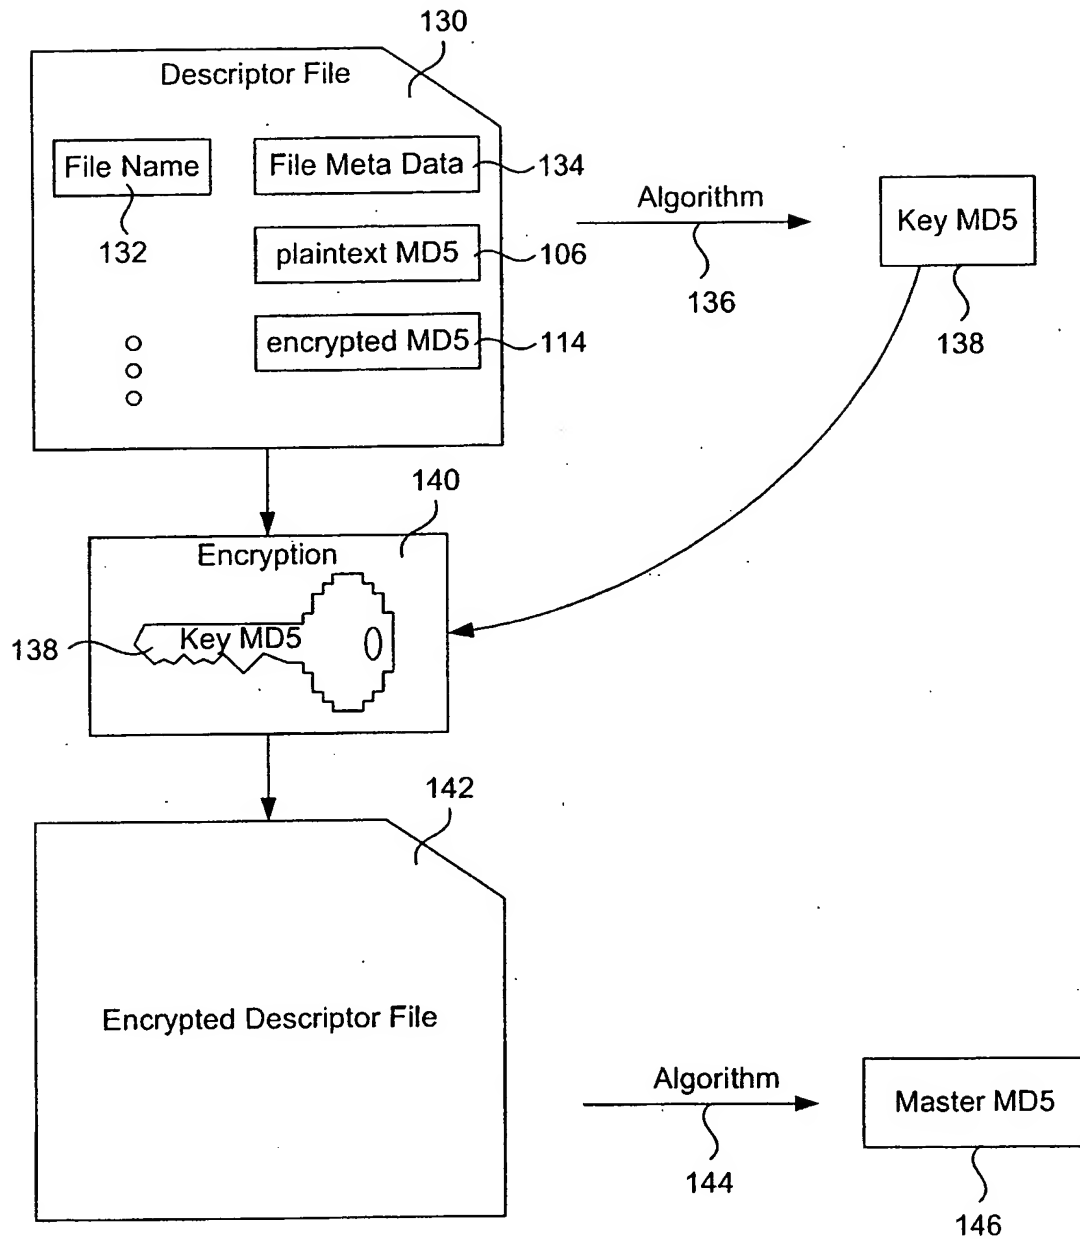 130
Descriptor File
File Name
File Meta Data
134
132
plaintext MD5
106
encrypted MD5
114
Algorithm
136
Key MD5
138
140
Encryption
Key MD5
138
142
Encrypted Descriptor File
Algorithm
144
Master MD5
146